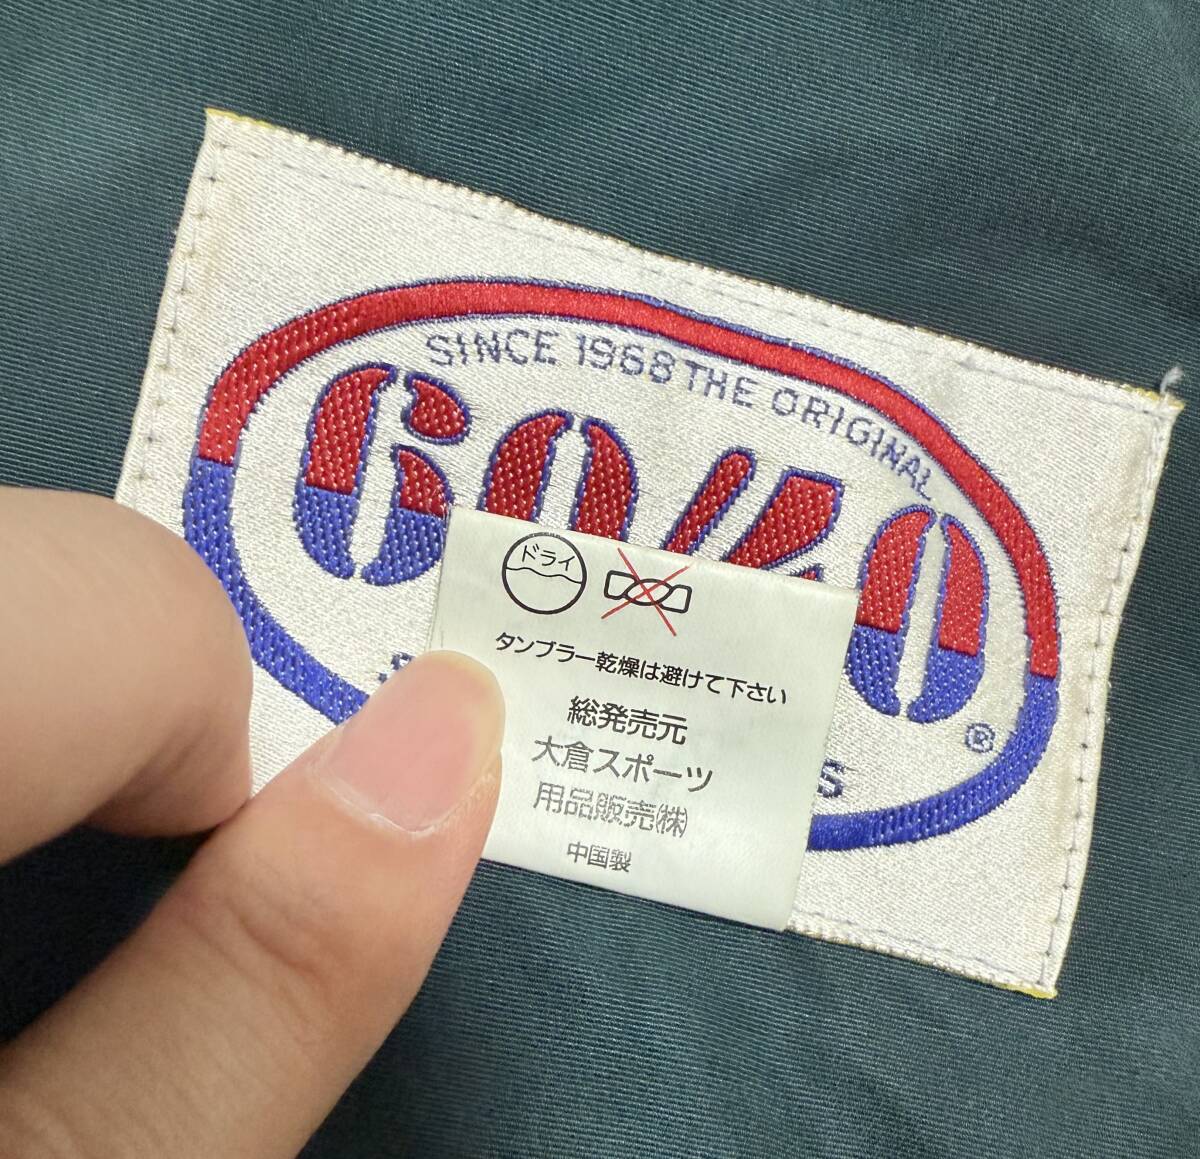 SINCE 1968 THE ORIGINAL
60/40
®
ドライ
タンブラー乾燥は避けて下さい
総発売元
大倉スポーツ
用品販売㈱
中国製